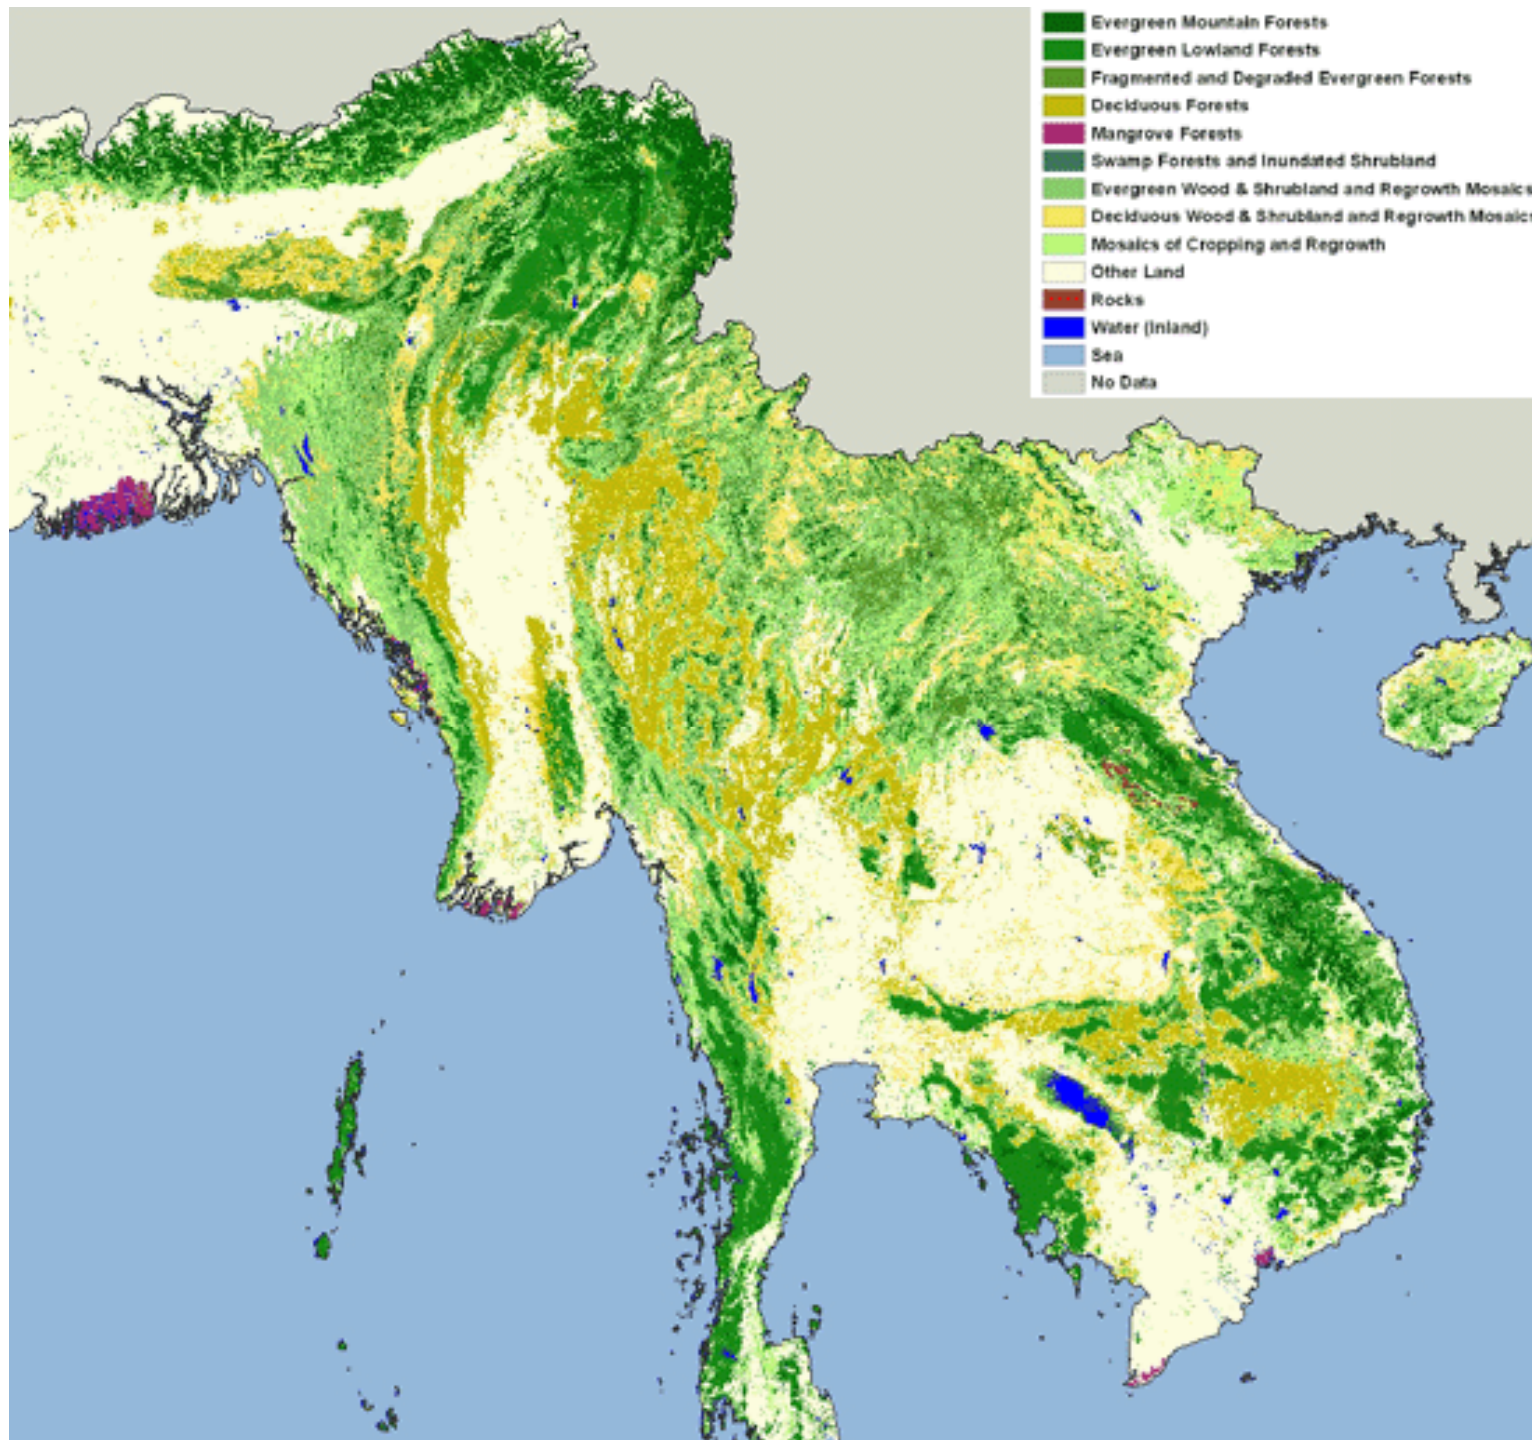 Evergreen Mountain Forests
Evergreen Lowland Forests
Fragmented and Degraded Evergreen Forests
Deciduous Forests
Mangrove Forests
Swamp Forests and Inundated Shrubland
Evergreen Wood & Shrubland and Regrowth Mosaics
Deciduous Wood & Shrubland and Regrowth Mosaics
Mosaics of Cropping and Regrowth
Other Land
Rocks
Water (Inland)
Sea
No Data